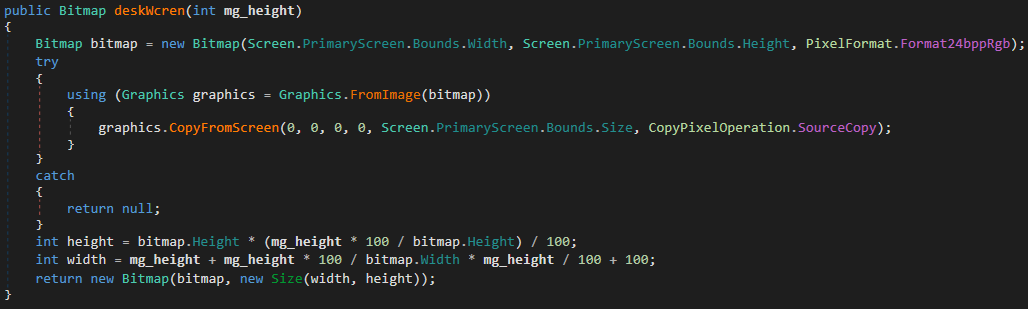 public Bitmap deskWcren(int mg_height)
{
    Bitmap bitmap = new Bitmap(Screen.PrimaryScreen.Bounds.Width, Screen.PrimaryScreen.Bounds.Height, PixelFormat.Format24bppRgb);
    try
    {
        using (Graphics graphics = Graphics.FromImage(bitmap))
        {
            graphics.CopyFromScreen(0, 0, 0, 0, Screen.PrimaryScreen.Bounds.Size, CopyPixelOperation.SourceCopy);
        }
    }
    catch
    {
        return null;
    }
    int height = bitmap.Height * (mg_height * 100 / bitmap.Height) / 100;
    int width = mg_height + mg_height * 100 / bitmap.Width * mg_height / 100 + 100;
    return new Bitmap(bitmap, new Size(width, height));
}